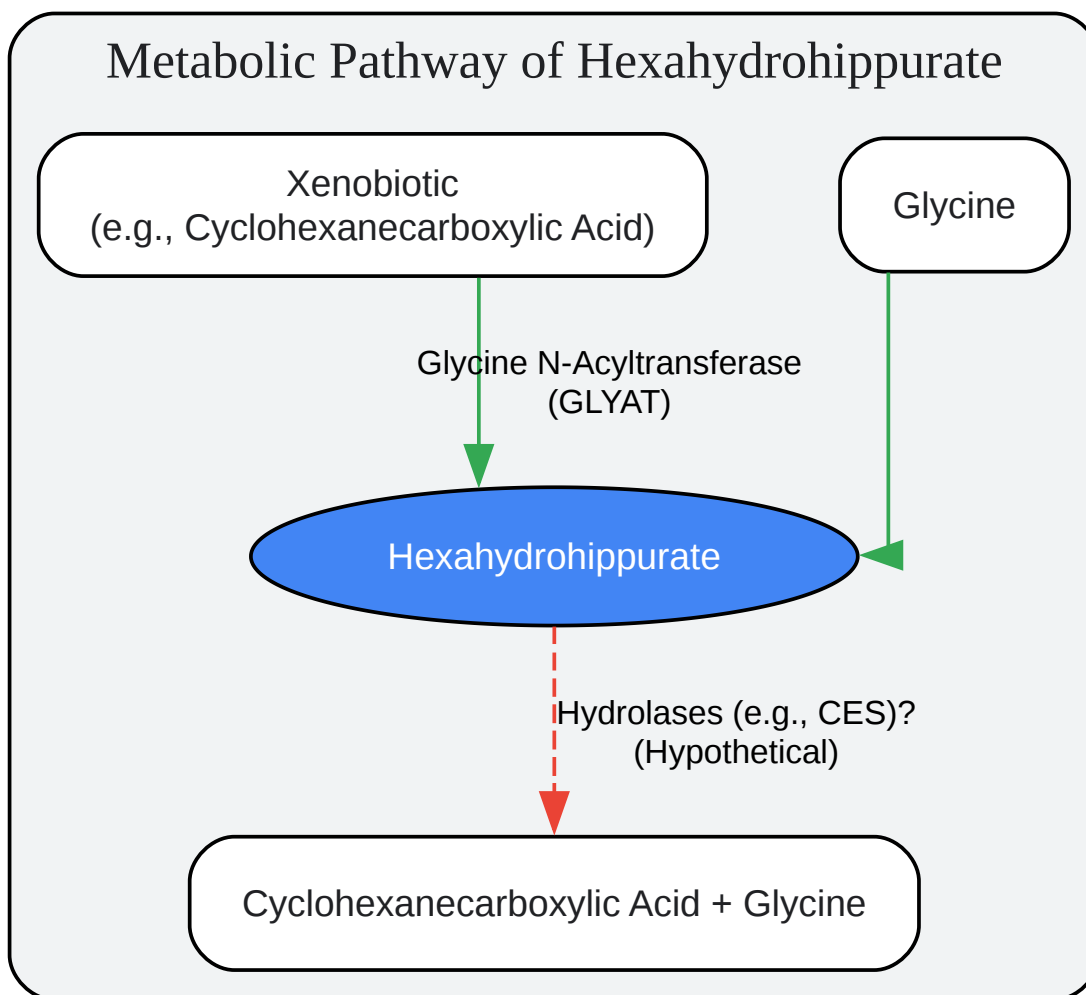 Metabolic Pathway of Hexahydrohippurate
Xenobiotic
(e.g., Cyclohexanecarboxylic Acid)
Glycine
Glycine N-Acyltransferase
(GLYAT)
Hexahydrohippurate
Hydrolases (e.g., CES)?
(Hypothetical)
Cyclohexanecarboxylic Acid + Glycine